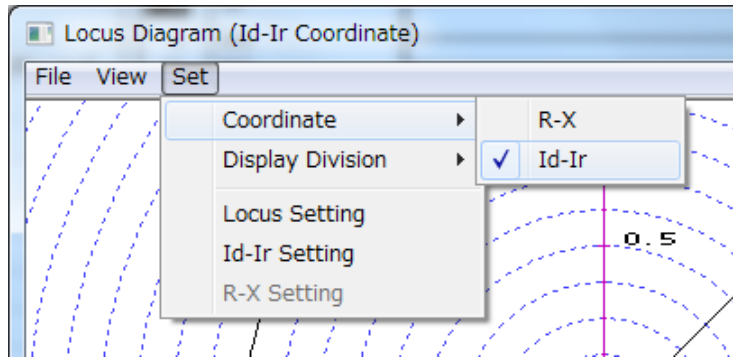 Locus Diagram (Id-Ir Coordinate)
File View Set
Coordinate
R-X
Display Division
Id-Ir
Locus Setting
0.5
Id-Ir Setting
R-X Setting